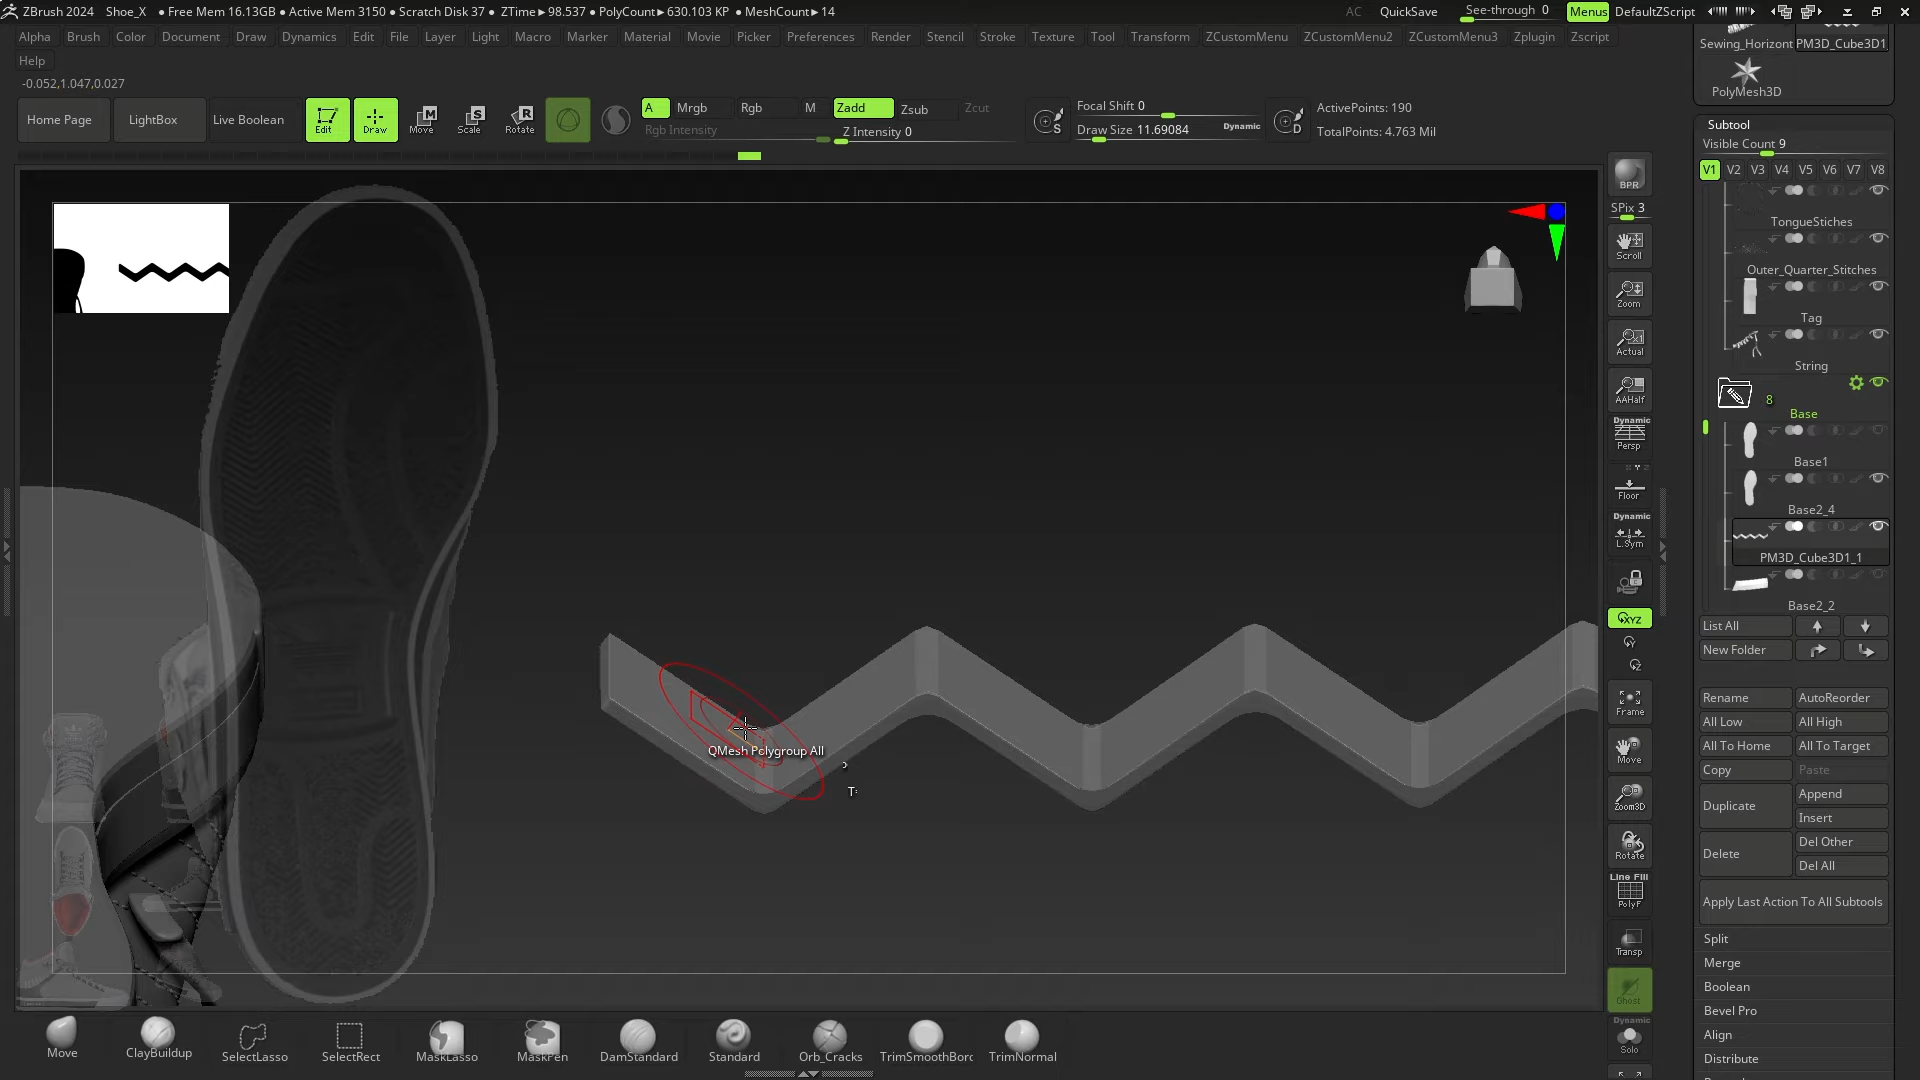 ZBrush 2024 Shoe_X ● Free Mem 16.13GB ● Active Mem 3150 ● Scratch Disk 37 ● ZTime►98.537 ● PolyCount►630.103 KP ● MeshCount►14 AC QuickSave See-through 0 Menus DefaultZScript
Alpha Brush Color Document Draw Dynamics Edit File Layer Light Macro Marker Material Movie Picker Preferences Render Stencil Stroke Texture Tool Transform ZCustomMenu ZCustomMenu2 ZCustomMenu3 Zplugin Zscript
Help
-0.052,1.047,0.027
Home Page LightBox Live Boolean Edit Draw Move Scale Rotate
A Mrgb Rgb M Zadd Zsub Zcut
Rgb Intensity Z Intensity 0
Focal Shift 0
Draw Size 11.69084 Dynamic
ActivePoints: 190
TotalPoints: 4.763 Mil
QMesh Polygroup All
BPR
SPix 3
Scroll
Zoom
Actual
AAHalf
Dynamic
Persp
Floor
Dynamic
L.Sym
XYZ
Frame
Move
Zoom3D
Rotate
Line Fill
PolyF
Transp
Ghost
Dynamic
Solo
Sewing_Horizont PM3D_Cube3D1
PolyMesh3D
Subtool
Visible Count 9
V1 V2 V3 V4 V5 V6 V7 V8
TongueStiches
Outer_Quarter_Stitches
Tag
String
8
Base
Base1
Base2_4
PM3D_Cube3D1_1
Base2_2
List All
New Folder
Rename AutoReorder
All Low All High
All To Home All To Target
Copy Paste
Duplicate Append
Insert
Delete Del Other
Del All
Apply Last Action To All Subtools
Split
Merge
Boolean
Bevel Pro
Align
Distribute
Move ClayBuildup SelectLasso SelectRect MaskLasso MaskPen DamStandard Standard Orb_Cracks TrimSmoothBorc TrimNormal